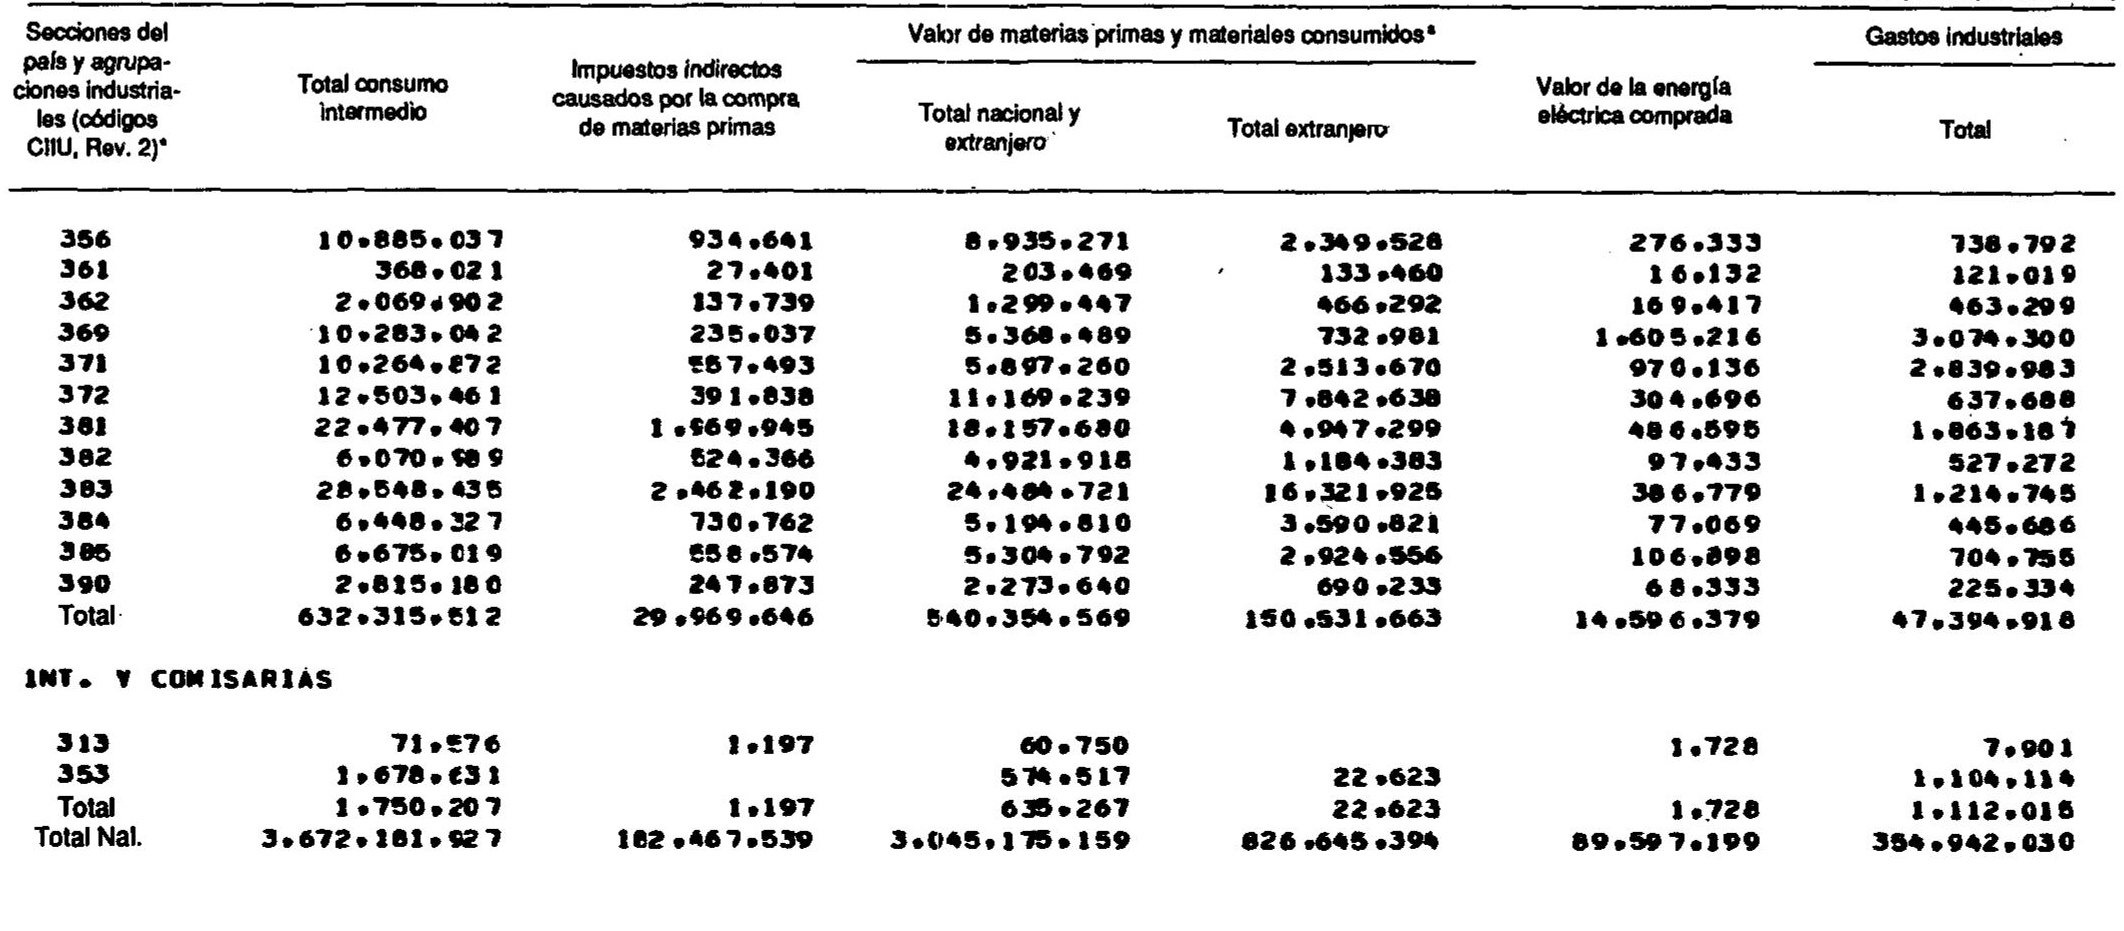 Secciones del
país y agrupa-
ciones industria-
les (códigos
CIIU, Rev. 2)*
Total consumo
intermedio
Impuestos indirectos
causados por la compra
de materias primas
Valor de materias primas y materiales consumidosª
Total nacional y
extranjero
Total extranjero
Valor de la energía
eléctrica comprada
Gastos industriales
Total
356 10.885.037 934.641 8.935.271 2.349.528 276.333 738.792
361 368.021 27.401 203.469 133.460 16.132 121.019
362 2.069.902 137.739 1.299.447 466.292 169.417 463.299
369 10.283.042 235.037 5.368.489 732.981 1.605.216 3.074.300
371 10.264.872 557.493 5.897.260 2.513.670 970.136 2.839.983
372 12.503.461 391.838 11.169.239 7.842.638 304.696 637.688
381 22.477.407 1.969.945 18.157.680 4.947.299 486.595 1.863.187
382 6.070.989 524.366 4.921.918 1.184.383 97.433 527.272
383 28.548.435 2.462.190 24.484.721 16.321.925 386.779 1.214.745
384 6.448.327 730.762 5.194.810 3.590.821 77.069 445.686
385 6.675.019 558.574 5.304.792 2.924.556 106.898 704.755
390 2.815.180 247.873 2.273.640 690.233 68.333 225.334
Total 632.315.512 29.969.646 540.354.569 150.531.663 14.596.379 47.394.918
INT. Y COMISARIAS
313 71.576 1.197 60.750 1.728 7.901
353 1.678.631 574.517 22.623 1.104.114
Total 1.750.207 1.197 635.267 22.623 1.728 1.112.015
Total Nal. 3.672.181.927 182.467.539 3.045.175.159 826.645.394 89.597.199 354.942.030